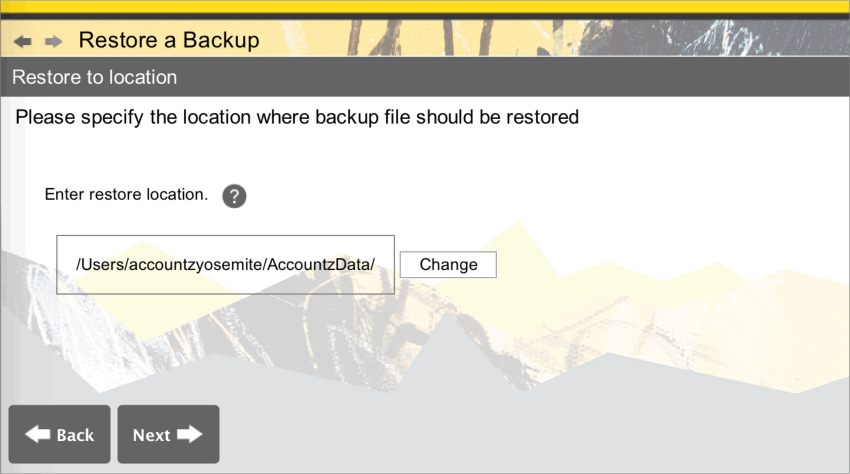 Restore a Backup
Restore to location
Please specify the location where backup file should be restored
Enter restore location. ?
/Users/accountzyosemite/AccountzData/ Change
Back Next